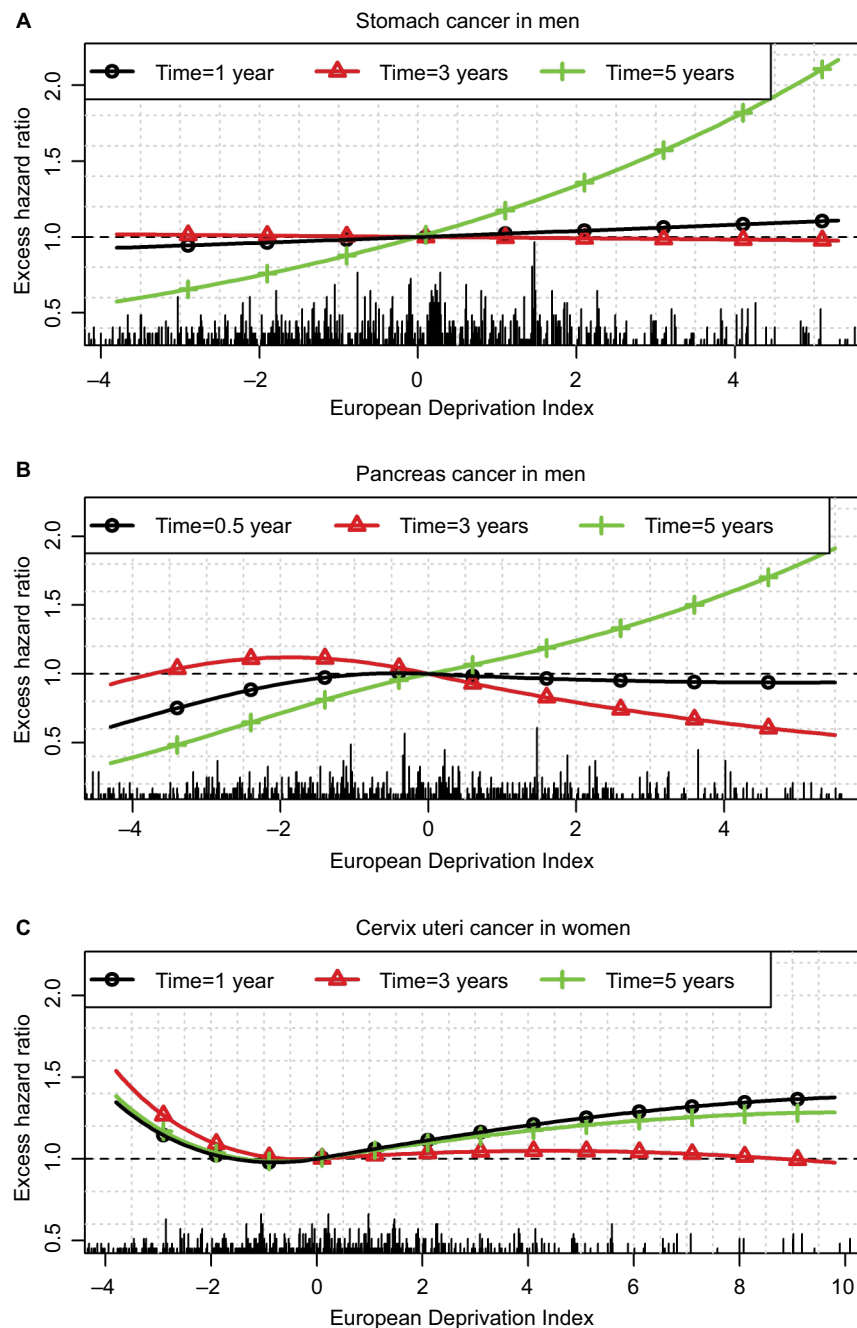 A
Stomach cancer in men
Time=1 year Time=3 years Time=5 years
Excess hazard ratio
2.0
1.5
1.0
0.5
–4 –2 0 2 4
European Deprivation Index
B
Pancreas cancer in men
Time=0.5 year Time=3 years Time=5 years
Excess hazard ratio
2.0
1.5
1.0
0.5
–4 –2 0 2 4
European Deprivation Index
C
Cervix uteri cancer in women
Time=1 year Time=3 years Time=5 years
Excess hazard ratio
2.0
1.5
1.0
0.5
–4 –2 0 2 4 6 8 10
European Deprivation Index